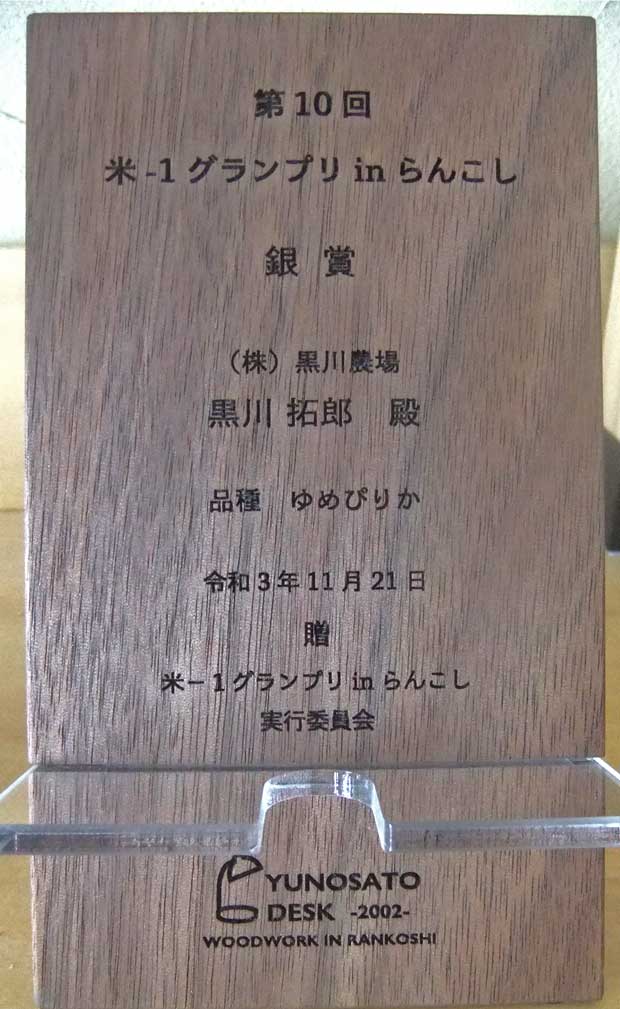 第10回
米-1グランプリ in らんこし
銀 賞
（株）黒川農場
黒川 拓郎　殿
品種　ゆめぴりか
令和3年11月21日
贈
米－1グランプリ in らんこし
実行委員会
YUNOSATO
DESK -2002-
WOODWORK IN RANKOSHI